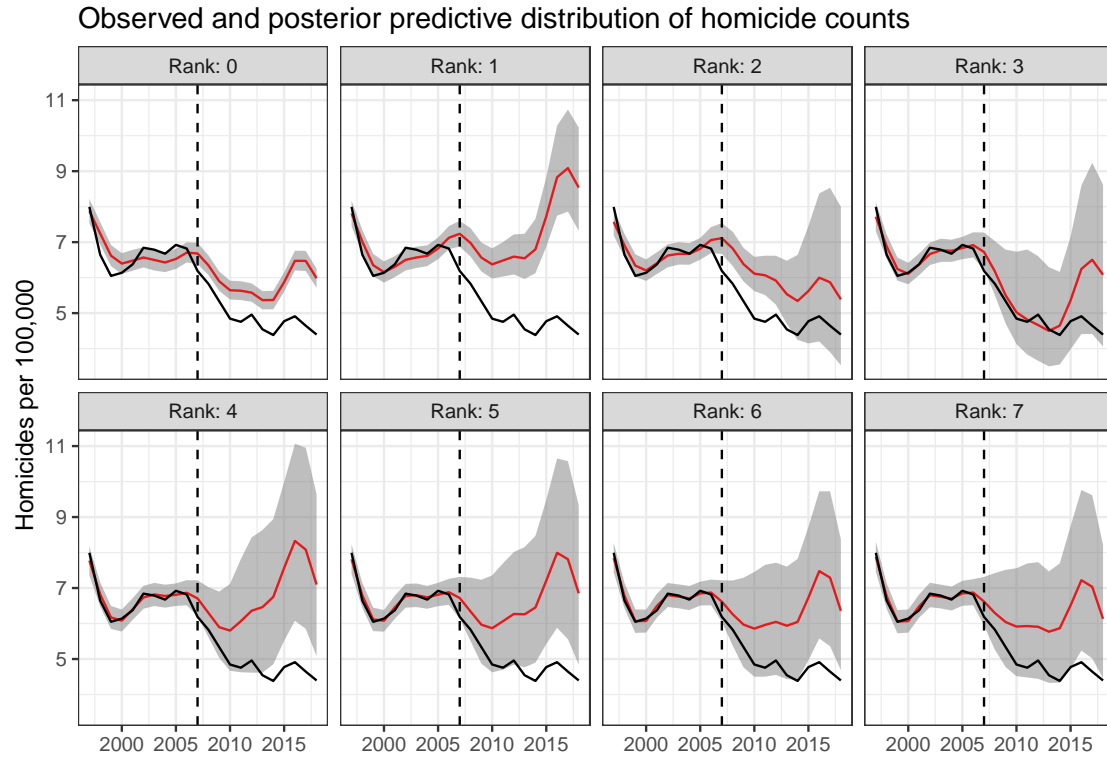 Observed and posterior predictive distribution of homicide counts
Rank: 0
Rank: 1
Rank: 2
Rank: 3
Homicides per 100,000
11
9
7
5
Rank: 4
Rank: 5
Rank: 6
Rank: 7
11
9
7
5
2000 2005 2010 2015
2000 2005 2010 2015
2000 2005 2010 2015
2000 2005 2010 2015